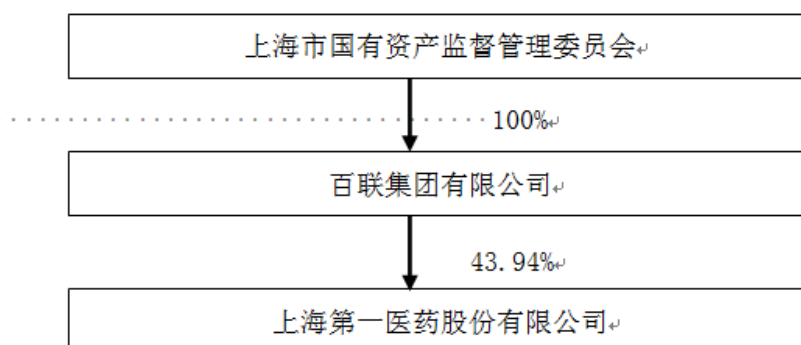 上海市国有资产监督管理委员会
100%
百联集团有限公司
43.94%
上海第一医药股份有限公司